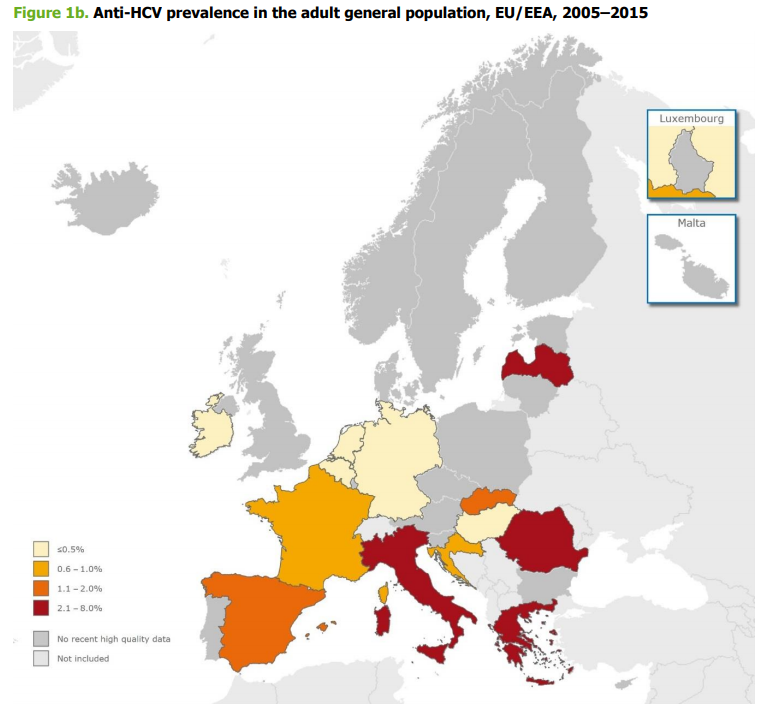 Figure 1b. Anti-HCV prevalence in the adult general population, EU/EEA, 2005–2015
Luxembourg
Malta
≤0.5%
0.6 – 1.0%
1.1 – 2.0%
2.1 – 8.0%
No recent high quality data
Not included